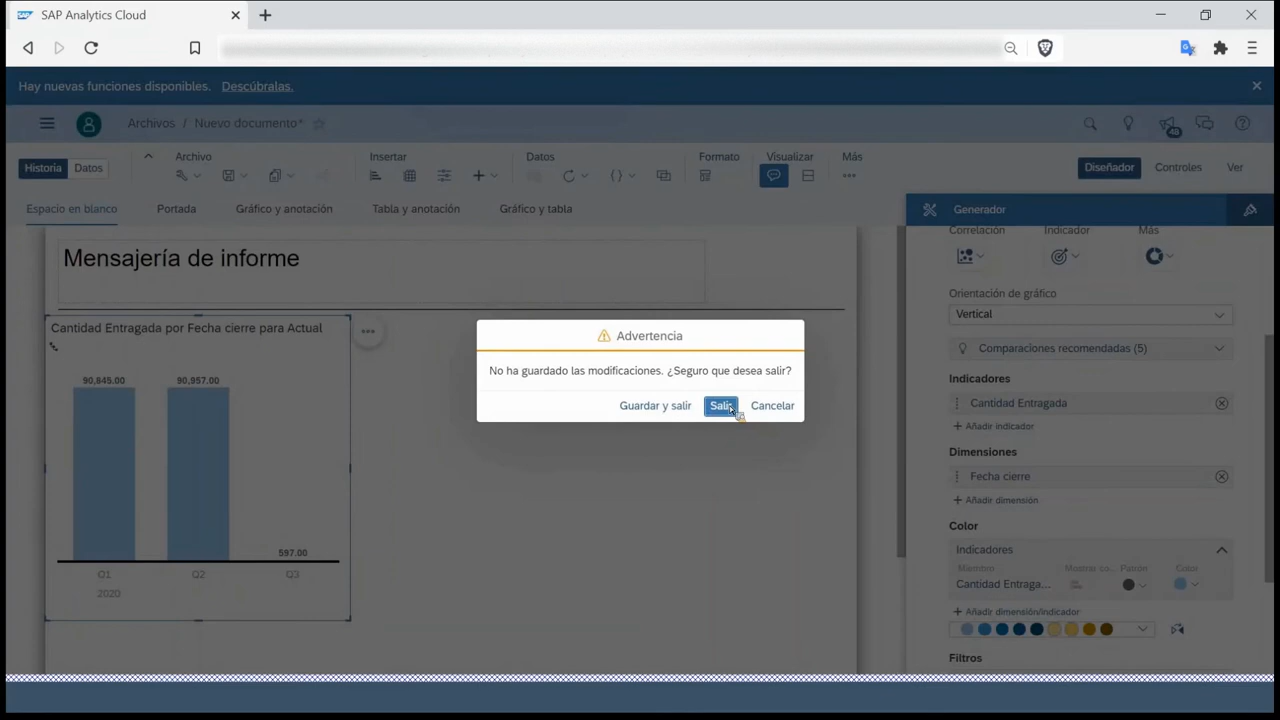 SAP Analytics Cloud
Hay nuevas funciones disponibles. Descúbralas.
Archivos / Nuevo documento*
48
Historia Datos
Archivo
Insertar
Datos
Formato
Visualizar
Más
Diseñador Controles Ver
Espacio en blanco Portada Gráfico y anotación Tabla y anotación Gráfico y tabla
Generador
Mensajería de informe
Cantidad Entragada por Fecha cierre para Actual
90,845.00 90,957.00
597.00
Q1 Q2 Q3
2020
Advertencia
No ha guardado las modificaciones. ¿Seguro que desea salir?
Guardar y salir Salir Cancelar
Correlación Indicador Más
Orientación de gráfico
Vertical
Comparaciones recomendadas (5)
Indicadores
Cantidad Entragada
+ Añadir indicador
Dimensiones
Fecha cierre
+ Añadir dimensión
Color
Indicadores
Miembro Mostrar co... Patrón Color
Cantidad Entraga...
+ Añadir dimensión/indicador
Filtros